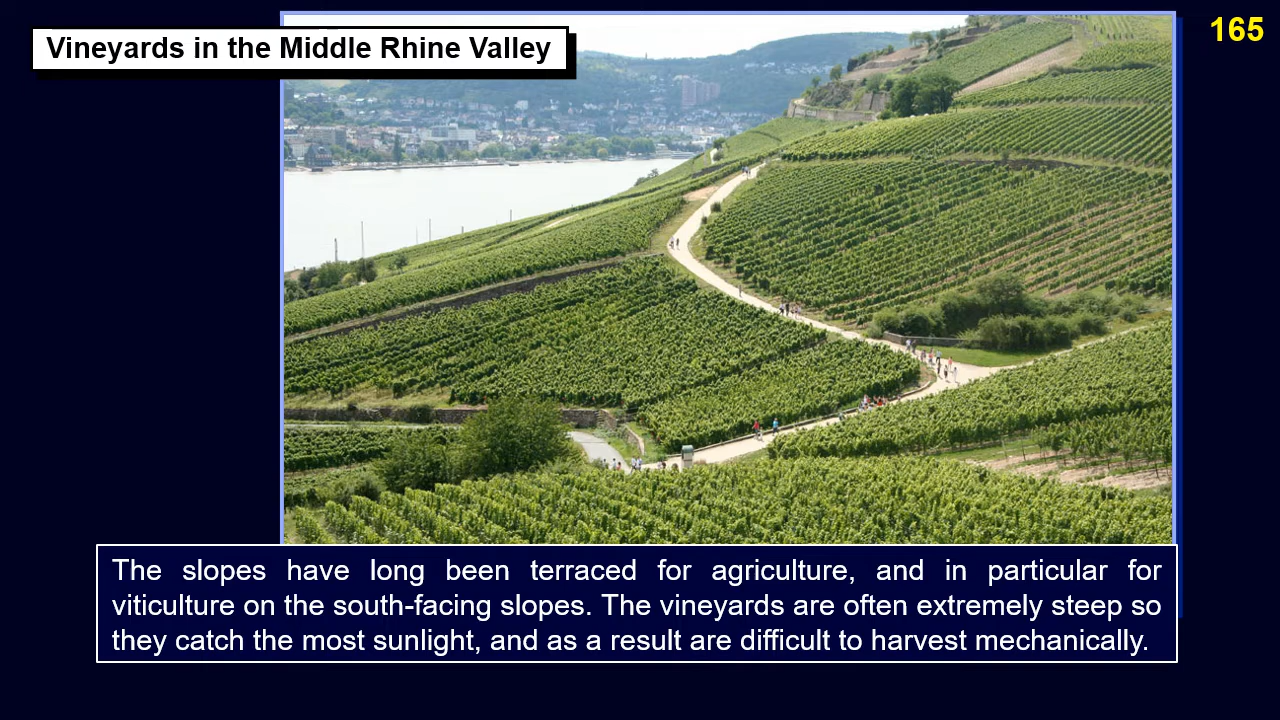 Vineyards in the Middle Rhine Valley
165
The slopes have long been terraced for agriculture, and in particular for
viticulture on the south-facing slopes. The vineyards are often extremely steep so
they catch the most sunlight, and as a result are difficult to harvest mechanically.